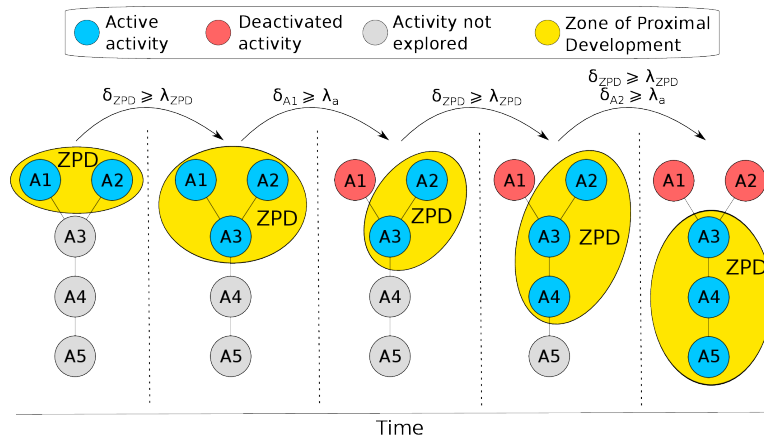 Active
activity
Deactivated
activity
Activity not
explored
Zone of Proximal
Development
δZPD ⩾ λZPD
δA1 ⩾ λa
δZPD ⩾ λZPD
δZPD ⩾ λZPD
δA2 ⩾ λa
ZPD
A1 A2
A3
A4
A5
A1 A2
ZPD
A3
A4
A5
A1 A2
ZPD
A3
A4
A5
A1 A2
A3 ZPD
A4
A5
A1 A2
A3
ZPD
A4
A5
Time